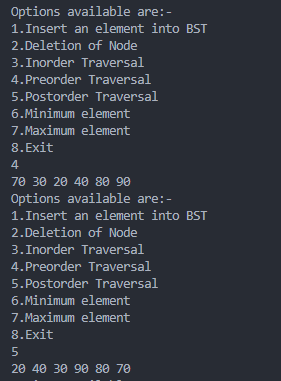 Options available are:-
1.Insert an element into BST
2.Deletion of Node
3.Inorder Traversal
4.Preorder Traversal
5.Postorder Traversal
6.Minimum element
7.Maximum element
8.Exit
4
70 30 20 40 80 90
Options available are:-
1.Insert an element into BST
2.Deletion of Node
3.Inorder Traversal
4.Preorder Traversal
5.Postorder Traversal
6.Minimum element
7.Maximum element
8.Exit
5
20 40 30 90 80 70